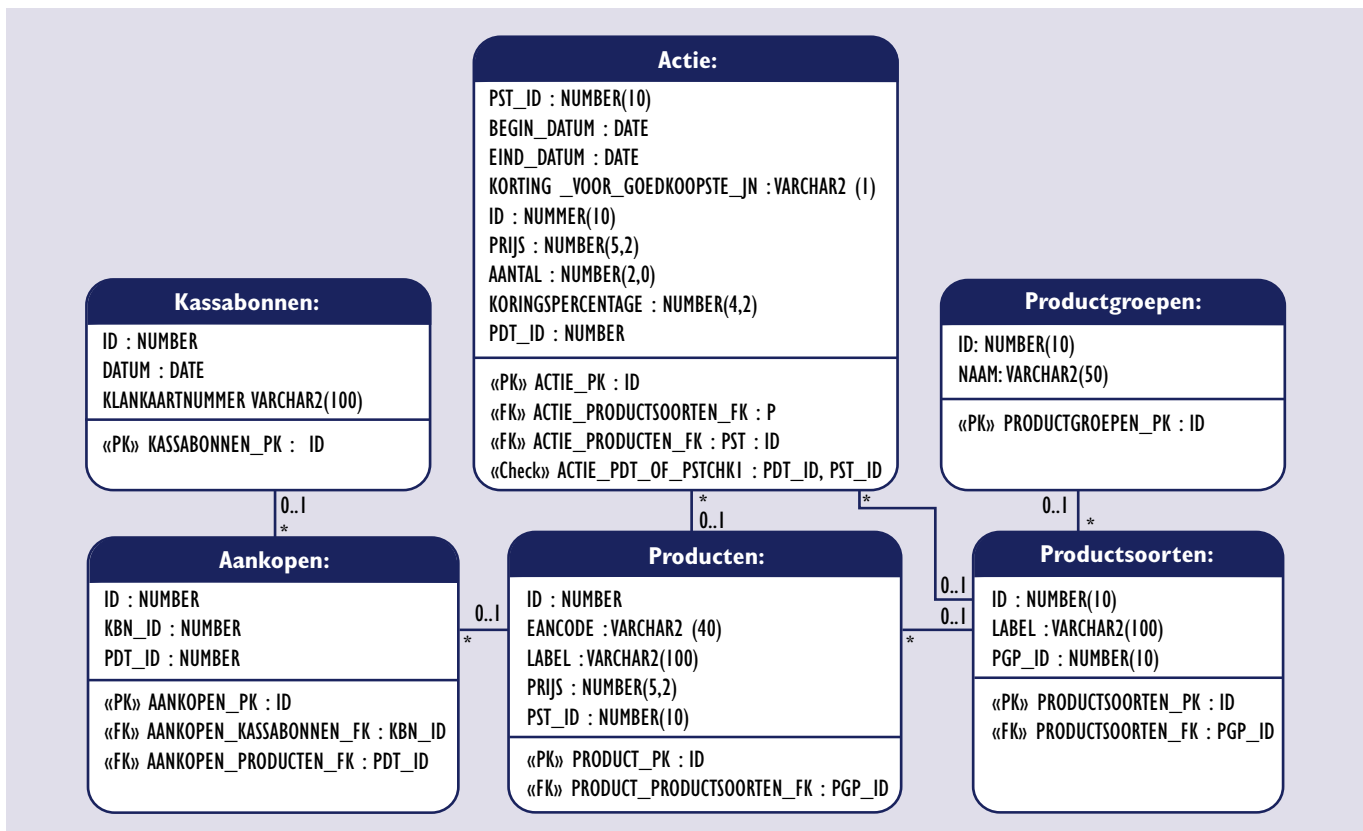 Actie:
PST_ID : NUMBER(10)
BEGIN_DATUM : DATE
EIND_DATUM : DATE
KORTING _VOOR_GOEDKOOPSTE_JN : VARCHAR2 (1)
ID : NUMMER(10)
PRIJS : NUMBER(5,2)
AANTAL : NUMBER(2,0)
KORINGSPERCENTAGE : NUMBER(4,2)
PDT_ID : NUMBER
«PK» ACTIE_PK : ID
«FK» ACTIE_PRODUCTSOORTEN_FK : P
«FK» ACTIE_PRODUCTEN_FK : PST : ID
«Check» ACTIE_PDT_OF_PSTCHK1 : PDT_ID, PST_ID
Kassabonnen:
ID : NUMBER
DATUM : DATE
KLANKAARTNUMMER VARCHAR2(100)
«PK» KASSABONNEN_PK : ID
Productgroepen:
ID: NUMBER(10)
NAAM: VARCHAR2(50)
«PK» PRODUCTGROEPEN_PK : ID
0..1
*
*
0..1
*
0..1
*
Aankopen:
ID : NUMBER
KBN_ID : NUMBER
PDT_ID : NUMBER
«PK» AANKOPEN_PK : ID
«FK» AANKOPEN_KASSABONNEN_FK : KBN_ID
«FK» AANKOPEN_PRODUCTEN_FK : PDT_ID
0..1
*
Producten:
ID : NUMBER
EANCODE : VARCHAR2 (40)
LABEL : VARCHAR2(100)
PRIJS : NUMBER(5,2)
PST_ID : NUMBER(10)
«PK» PRODUCT_PK : ID
«FK» PRODUCT_PRODUCTSOORTEN_FK : PGP_ID
0..1
0..1
*
Productsoorten:
ID : NUMBER(10)
LABEL : VARCHAR2(100)
PGP_ID : NUMBER(10)
«PK» PRODUCTSOORTEN_PK : ID
«FK» PRODUCTSOORTEN_FK : PGP_ID